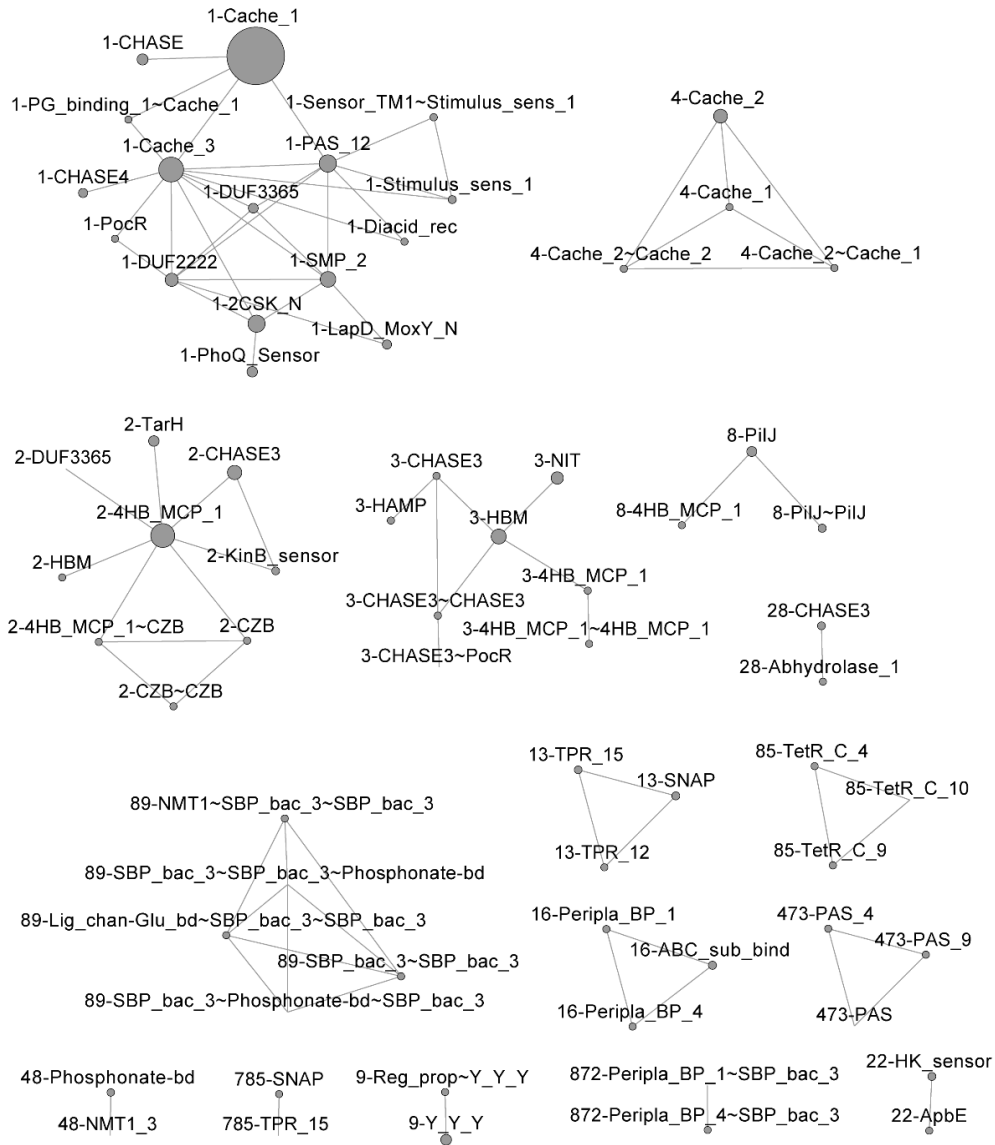 1-Cache_1
1-CHASE
1-PG_binding_1~Cache_1
1-Sensor_TM1~Stimulus_sens_1
4-Cache_2
1-Cache_3
1-PAS_12
1-CHASE4
1-DUF3365
1-Stimulus_sens_1
4-Cache_1
1-PocR
1-Diacid_rec
1-DUF2222
1-SMP_2
4-Cache_2~Cache_2
4-Cache_2~Cache_1
1-2CSK_N
1-LapD_MoxY_N
1-PhoQ_Sensor
2-TarH
2-DUF3365
2-CHASE3
2-4HB_MCP_1
2-HBM
2-KinB_sensor
2-4HB_MCP_1~CZB
2-CZB
2-CZB~CZB
3-CHASE3
3-NIT
3-HAMP
3-HBM
3-4HB_MCP_1
3-CHASE3~CHASE3
3-4HB_MCP_1~4HB_MCP_1
3-CHASE3~PocR
8-PilJ
8-4HB_MCP_1
8-PilJ~PilJ
28-CHASE3
28-Abhydrolase_1
89-NMT1~SBP_bac_3~SBP_bac_3
89-SBP_bac_3~SBP_bac_3~Phosphonate-bd
89-Lig_chan-Glu_bd~SBP_bac_3~SBP_bac_3
89-SBP_bac_3~SBP_bac_3
89-SBP_bac_3~Phosphonate-bd~SBP_bac_3
13-TPR_15
13-SNAP
13-TPR_12
85-TetR_C_4
85-TetR_C_10
85-TetR_C_9
16-Peripla_BP_1
16-ABC_sub_bind
16-Peripla_BP_4
473-PAS_4
473-PAS_9
473-PAS
48-Phosphonate-bd
48-NMT1_3
785-SNAP
785-TPR_15
9-Reg_prop~Y_Y_Y
9-Y_Y_Y
872-Peripla_BP_1~SBP_bac_3
872-Peripla_BP_4~SBP_bac_3
22-HK_sensor
22-ApbE